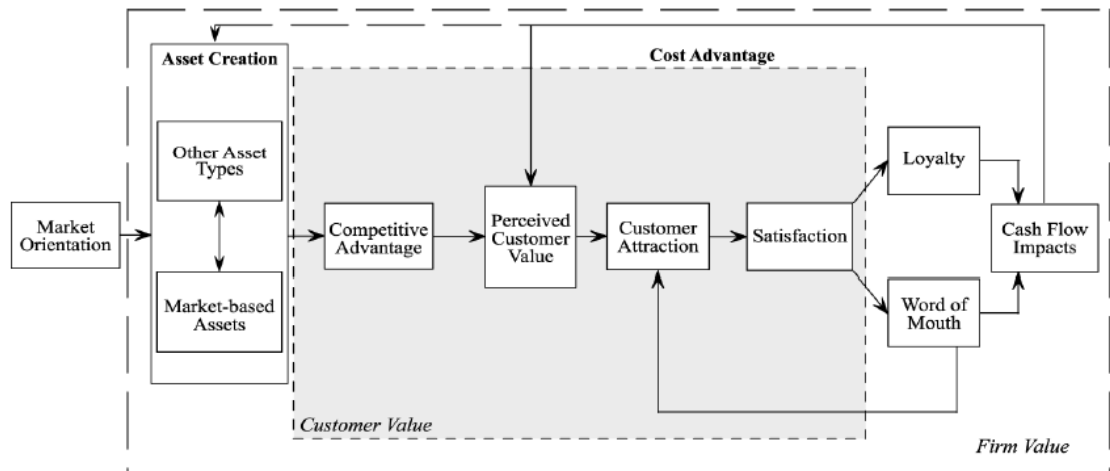 Asset Creation
Cost Advantage
Other Asset
Types
Loyalty
Market
Orientation
Competitive
Advantage
Perceived
Customer
Value
Customer
Attraction
Satisfaction
Cash Flow
Impacts
Market-based
Assets
Word of
Mouth
Customer Value
Firm Value